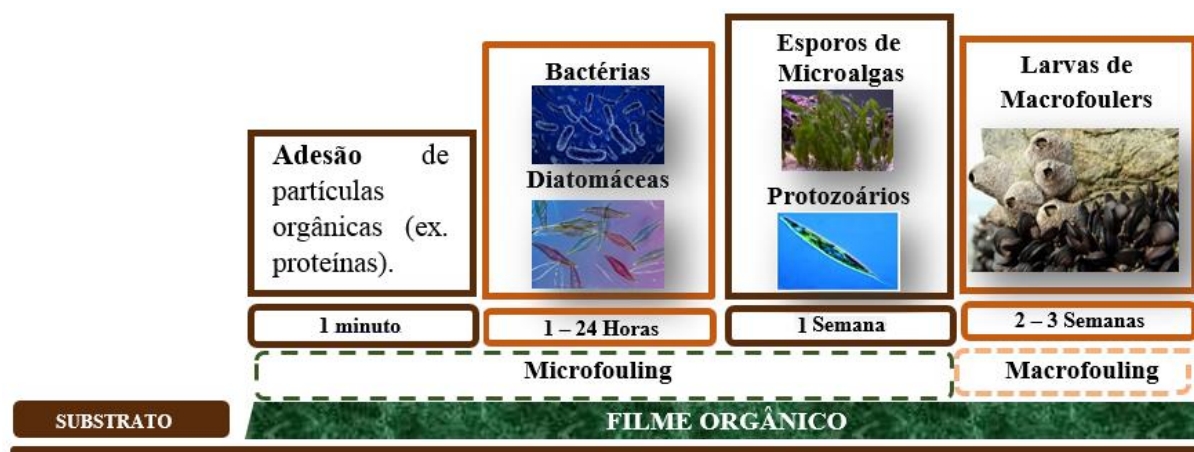 Adesão de
partículas
orgânicas (ex.
proteínas).
Bactérias
Diatomáceas
Esporos de
Microalgas
Protozoários
Larvas de
Macrofoulers
1 minuto
1 – 24 Horas
1 Semana
2 – 3 Semanas
Microfouling
Macrofouling
SUBSTRATO
FILME ORGÂNICO